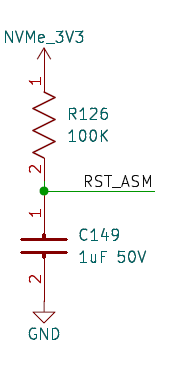 NVMe_3V3
1
R126
100K
2
RST_ASM
1
C149
1uF 50V
2
GND